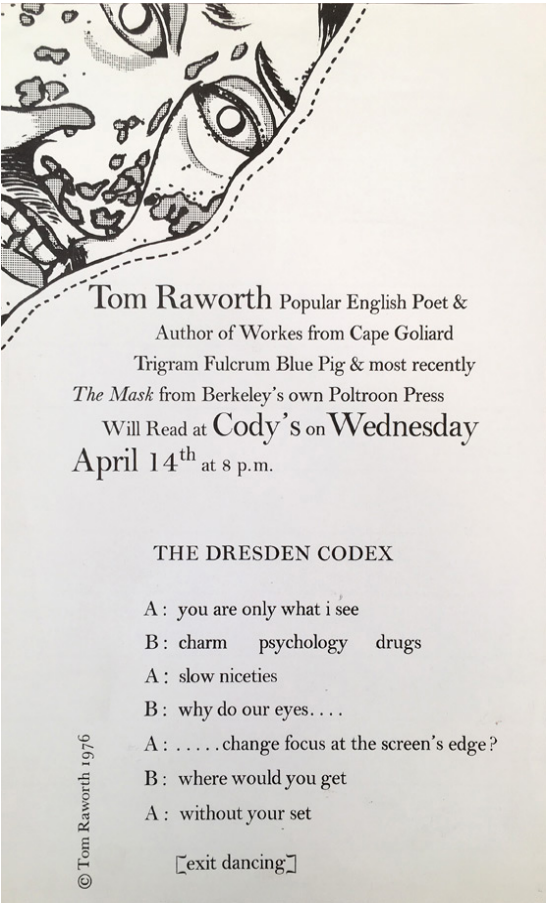 Tom Raworth Popular English Poet &
Author of Workes from Cape Goliard
Trigram Fulcrum Blue Pig & most recently
The Mask from Berkeley's own Poltroon Press
Will Read at Cody's on Wednesday
April 14th at 8 p.m.
THE DRESDEN CODEX
A: you are only what i see
B: charm psychology drugs
A: slow niceties
B: why do our eyes....
A: .....change focus at the screen's edge?
B: where would you get
A: without your set
[exit dancing]
© Tom Raworth 1976